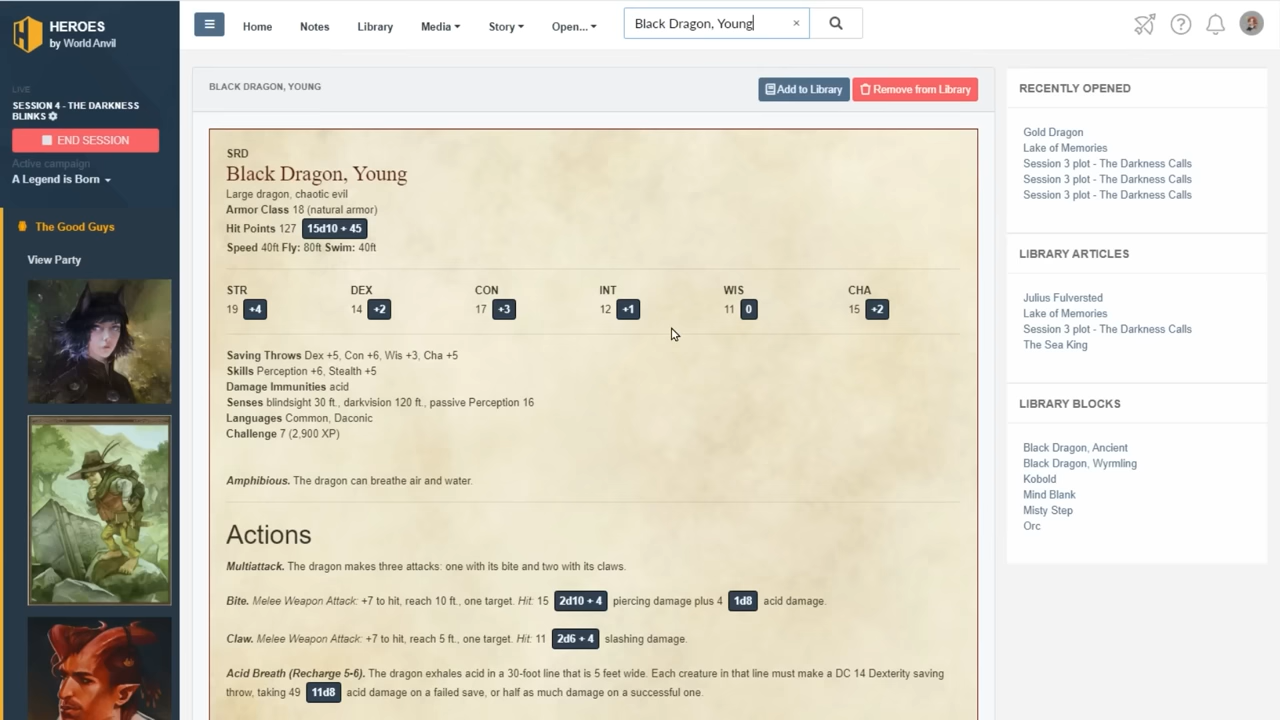 HEROES
by World Anvil
LIVE
SESSION 4 - THE DARKNESS
BLINKS
END SESSION
Active campaign
A Legend is Born
The Good Guys
View Party
Home Notes Library Media Story Open...
Black Dragon, Young ×
BLACK DRAGON, YOUNG
Add to Library Remove from Library
SRD
Black Dragon, Young
Large dragon, chaotic evil
Armor Class 18 (natural armor)
Hit Points 127 15d10 + 45
Speed 40ft Fly: 80ft Swim: 40ft
STR DEX CON INT WIS CHA
19 +4 14 +2 17 +3 12 +1 11 0 15 +2
Saving Throws Dex +5, Con +6, Wis +3, Cha +5
Skills Perception +6, Stealth +5
Damage Immunities acid
Senses blindsight 30 ft., darkvision 120 ft., passive Perception 16
Languages Common, Daconic
Challenge 7 (2,900 XP)
Amphibious. The dragon can breathe air and water.
Actions
Multiattack. The dragon makes three attacks: one with its bite and two with its claws.
Bite. Melee Weapon Attack: +7 to hit, reach 10 ft., one target. Hit: 15 2d10 + 4 piercing damage plus 4 1d8 acid damage.
Claw. Melee Weapon Attack: +7 to hit, reach 5 ft., one target. Hit: 11 2d6 + 4 slashing damage.
Acid Breath (Recharge 5-6). The dragon exhales acid in a 30-foot line that is 5 feet wide. Each creature in that line must make a DC 14 Dexterity saving
throw, taking 49 11d8 acid damage on a failed save, or half as much damage on a successful one.
RECENTLY OPENED
Gold Dragon
Lake of Memories
Session 3 plot - The Darkness Calls
Session 3 plot - The Darkness Calls
Session 3 plot - The Darkness Calls
LIBRARY ARTICLES
Julius Fulversted
Lake of Memories
Session 3 plot - The Darkness Calls
The Sea King
LIBRARY BLOCKS
Black Dragon, Ancient
Black Dragon, Wyrmling
Kobold
Mind Blank
Misty Step
Orc